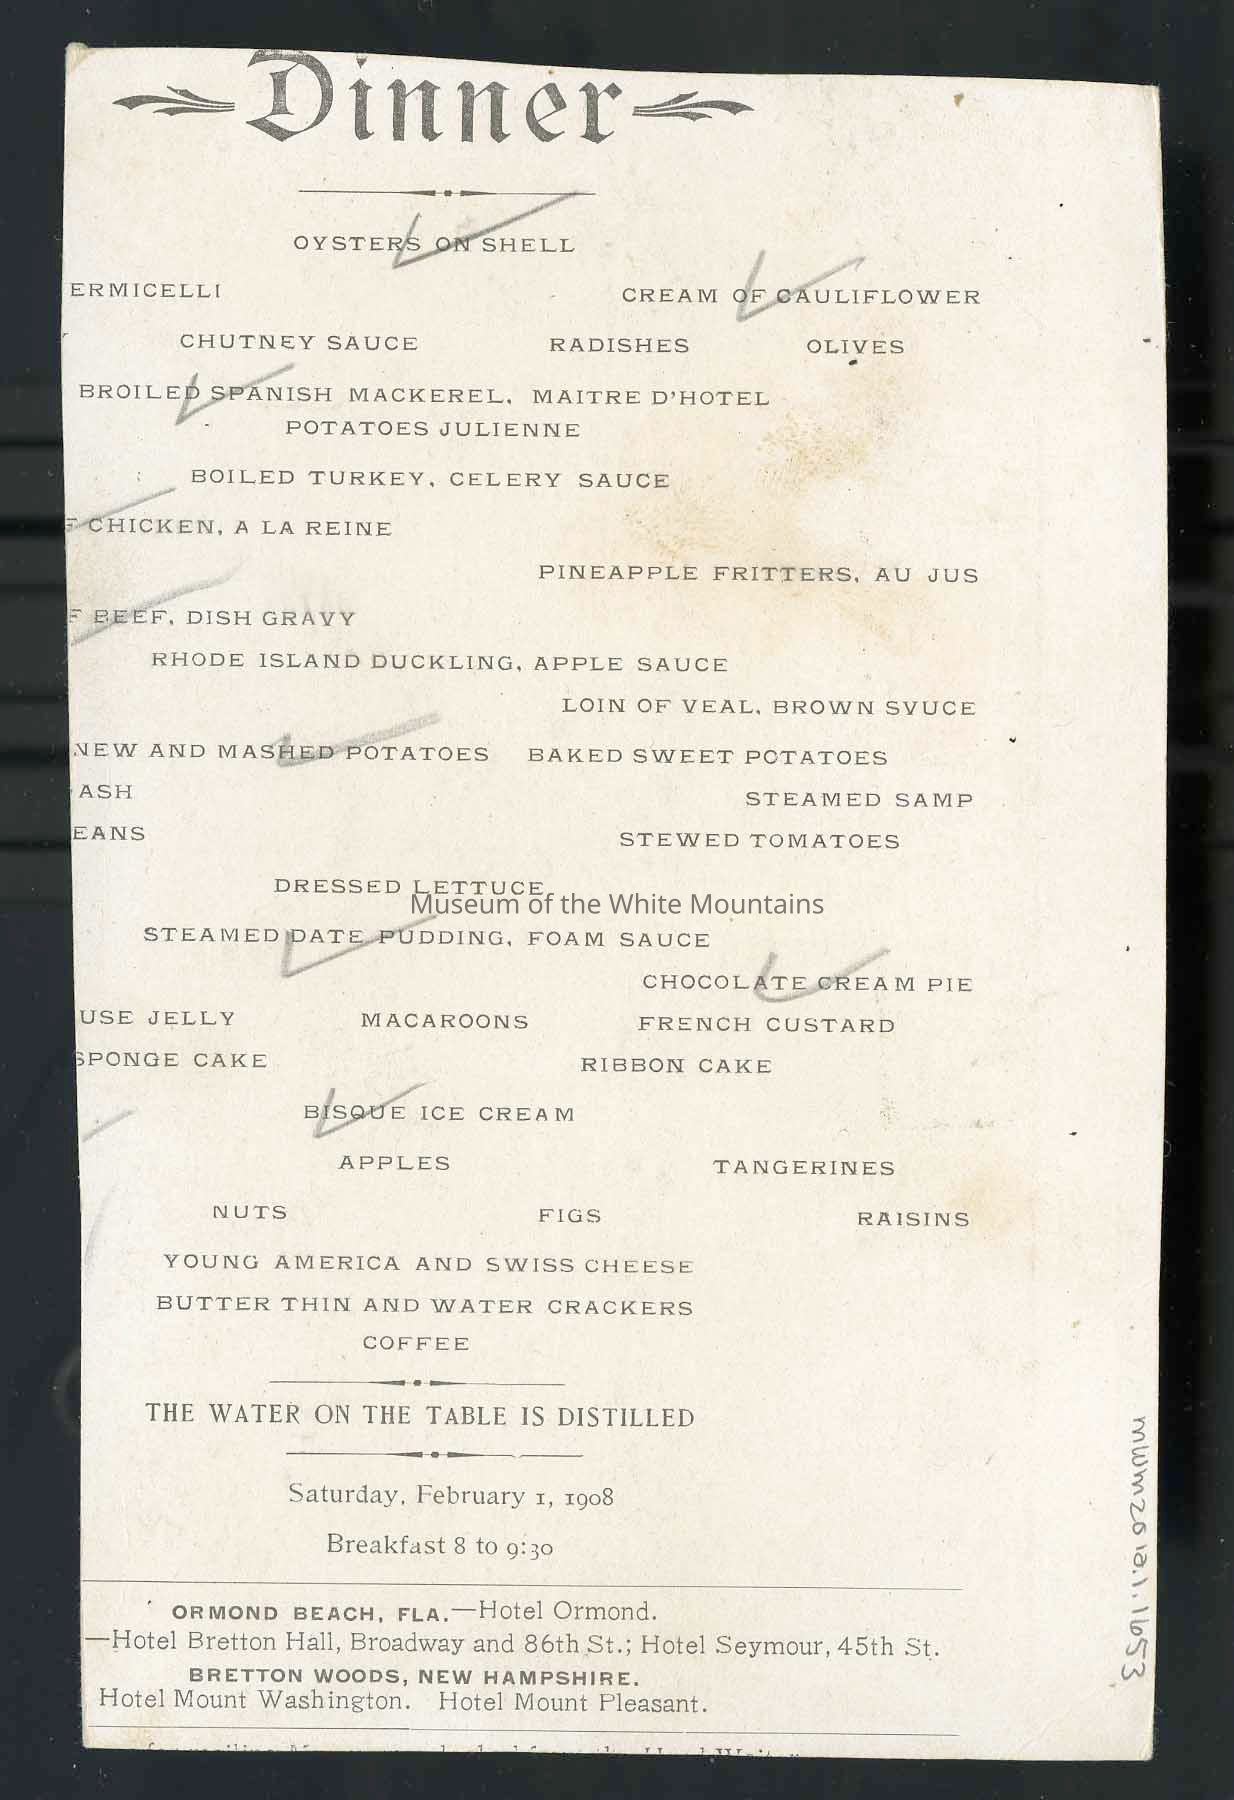 Dinner
OYSTERS ON SHELL
ERMICELLI CREAM OF CAULIFLOWER
CHUTNEY SAUCE RADISHES OLIVES
BROILED SPANISH MACKEREL, MAITRE D'HOTEL
POTATOES JULIENNE
BOILED TURKEY, CELERY SAUCE
F CHICKEN, A LA REINE
PINEAPPLE FRITTERS, AU JUS
F BEEF, DISH GRAVY
RHODE ISLAND DUCKLING, APPLE SAUCE
LOIN OF VEAL, BROWN SVUCE
NEW AND MASHED POTATOES BAKED SWEET POTATOES
ASH STEAMED SAMP
EANS STEWED TOMATOES
DRESSED LETTUCE
Museum of the White Mountains
STEAMED DATE PUDDING, FOAM SAUCE
CHOCOLATE CREAM PIE
USE JELLY MACAROONS FRENCH CUSTARD
SPONGE CAKE RIBBON CAKE
BISQUE ICE CREAM
APPLES TANGERINES
NUTS FIGS RAISINS
YOUNG AMERICA AND SWISS CHEESE
BUTTER THIN AND WATER CRACKERS
COFFEE
THE WATER ON THE TABLE IS DISTILLED
Saturday, February 1, 1908
Breakfast 8 to 9:30
ORMOND BEACH, FLA.—Hotel Ormond.
—Hotel Bretton Hall, Broadway and 86th St.; Hotel Seymour, 45th St.
BRETTON WOODS, NEW HAMPSHIRE.
Hotel Mount Washington. Hotel Mount Pleasant.
MWM2012.1.1653